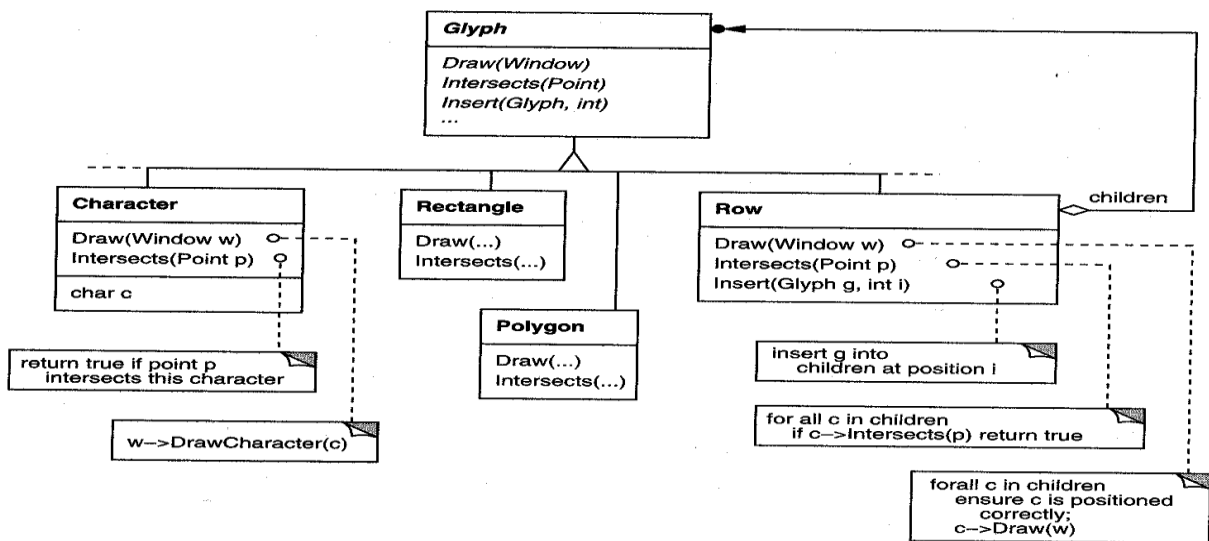 Glyph
Draw(Window)
Intersects(Point)
Insert(Glyph, int)
...
children
Character
Draw(Window w)
Intersects(Point p)
char c
Rectangle
Draw(...)
Intersects(...)
Row
Draw(Window w)
Intersects(Point p)
Insert(Glyph g, int i)
Polygon
Draw(...)
Intersects(...)
return true if point p
intersects this character
w->DrawCharacter(c)
insert g into
children at position i
for all c in children
if c->Intersects(p) return true
forall c in children
ensure c is positioned
correctly;
c->Draw(w)